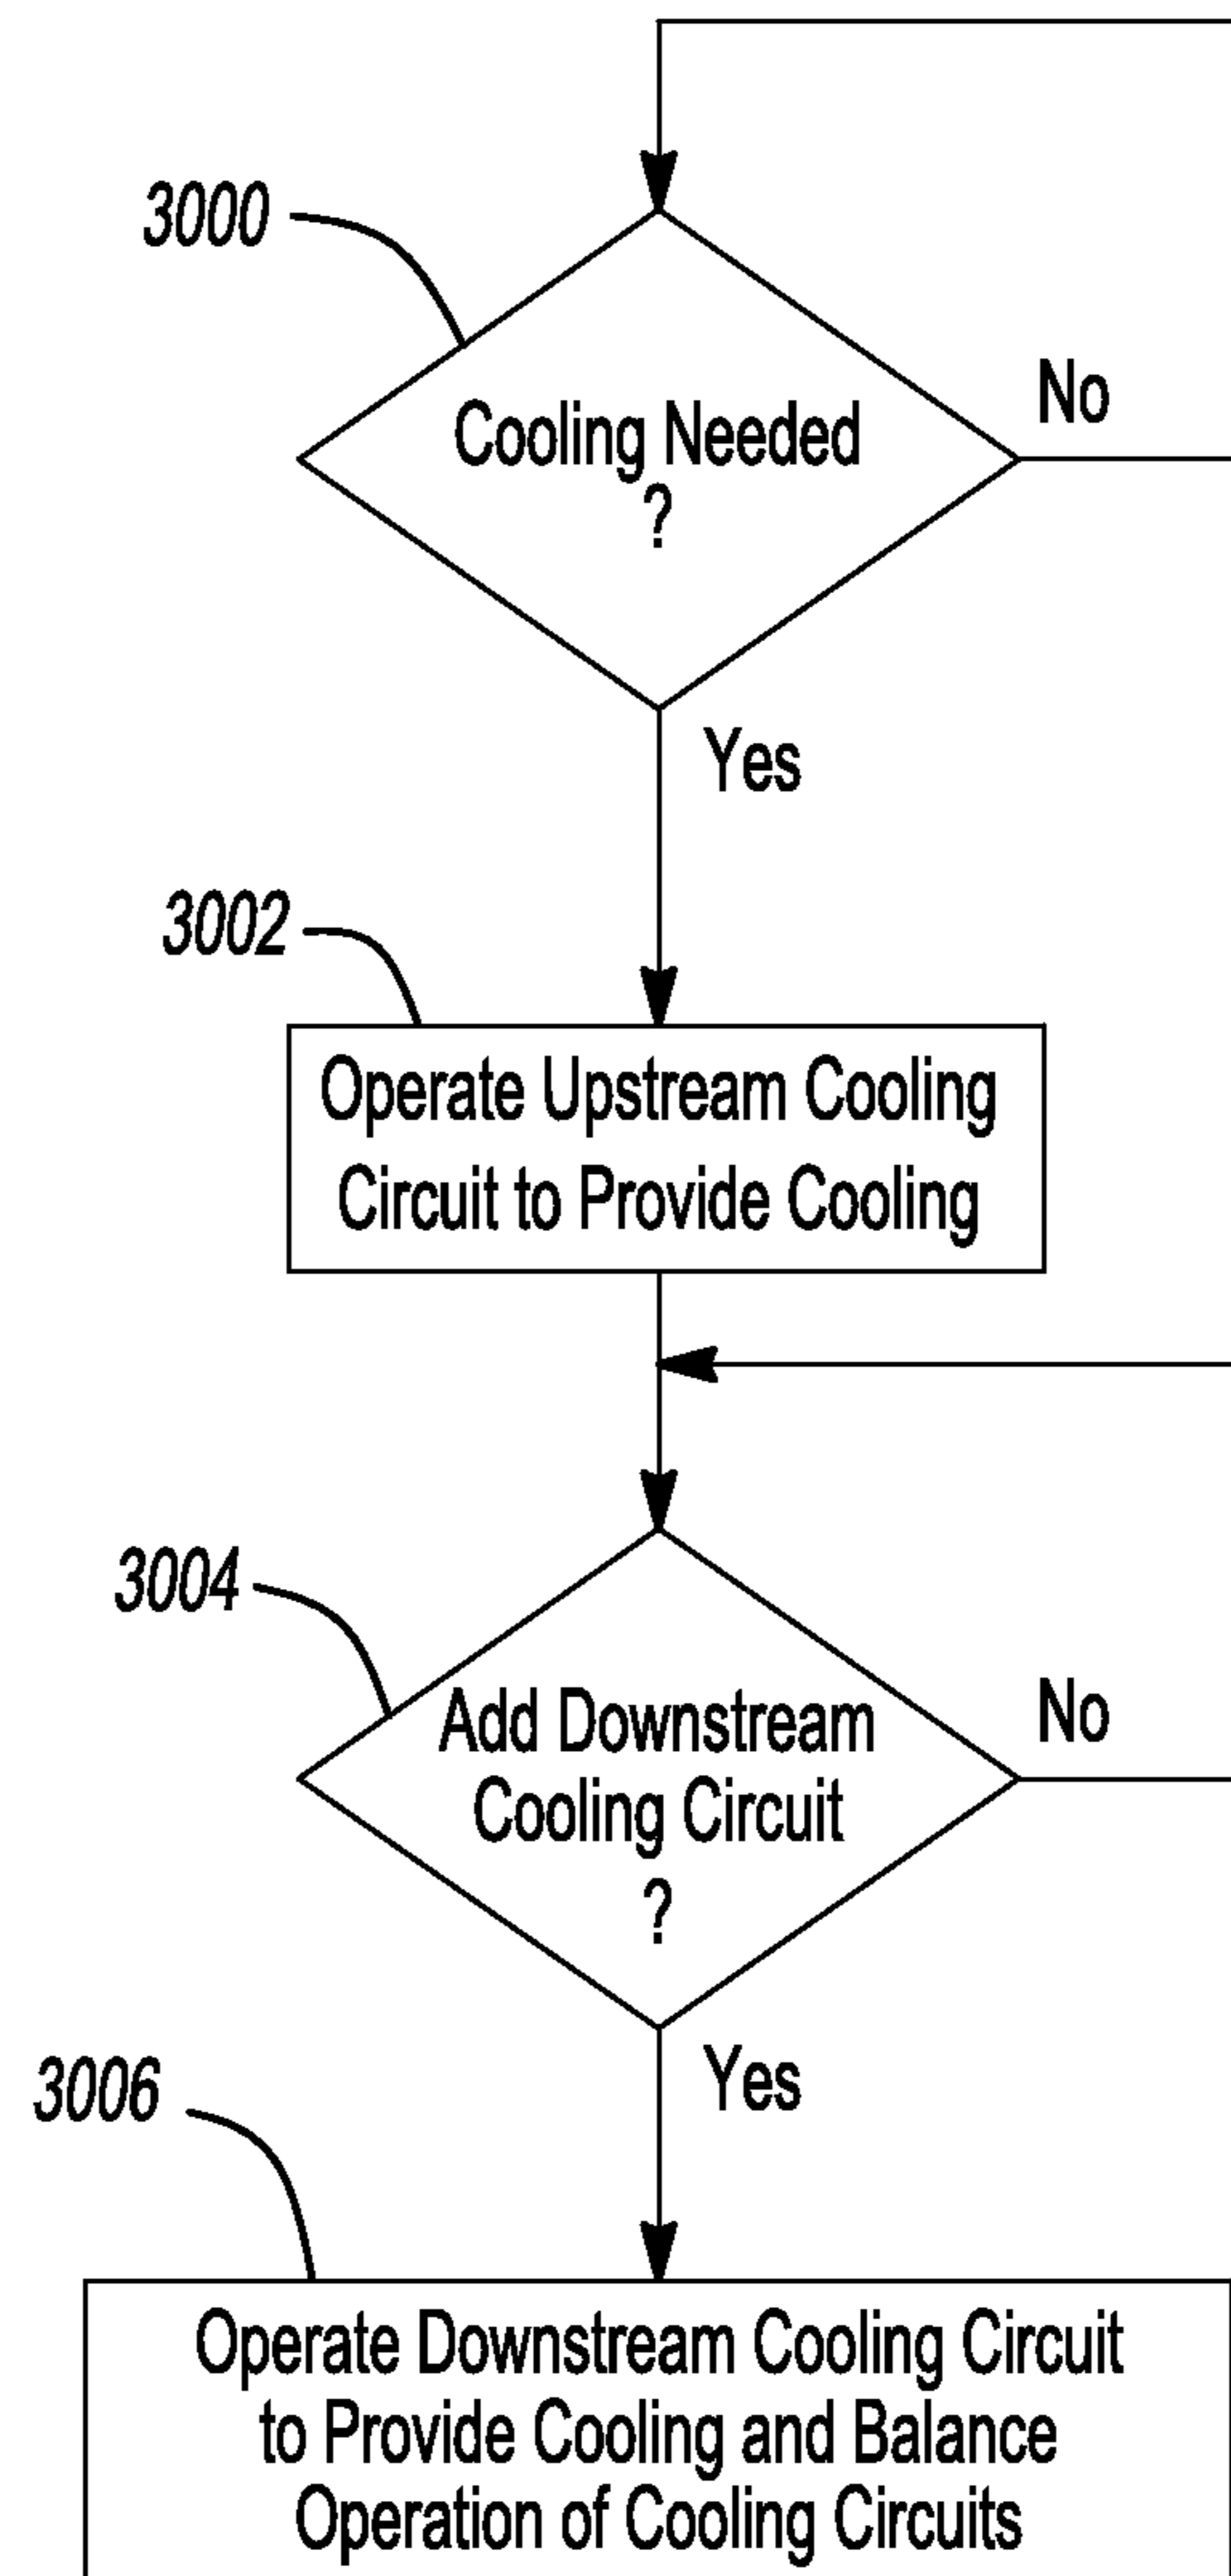 3000
Cooling Needed
?
No
Yes
3002
Operate Upstream Cooling
Circuit to Provide Cooling
3004
Add Downstream
Cooling Circuit
?
No
Yes
3006
Operate Downstream Cooling Circuit
to Provide Cooling and Balance
Operation of Cooling Circuits